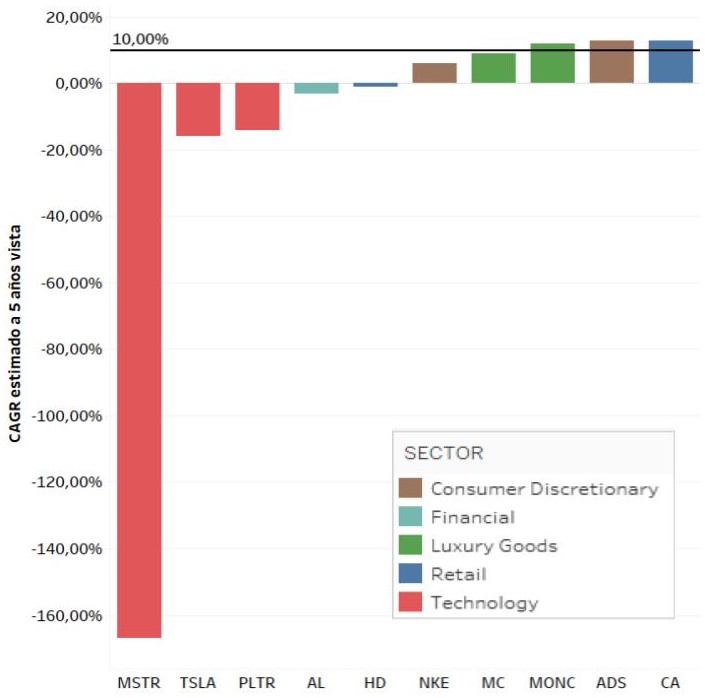 20,00%
10,00%
0,00%
-20,00%
-40,00%
-60,00%
-80,00%
-100,00%
-120,00%
-140,00%
-160,00%
CAGR estimado a 5 años vista
SECTOR
Consumer Discretionary
Financial
Luxury Goods
Retail
Technology
MSTR TSLA PLTR AL HD NKE MC MONC ADS CA